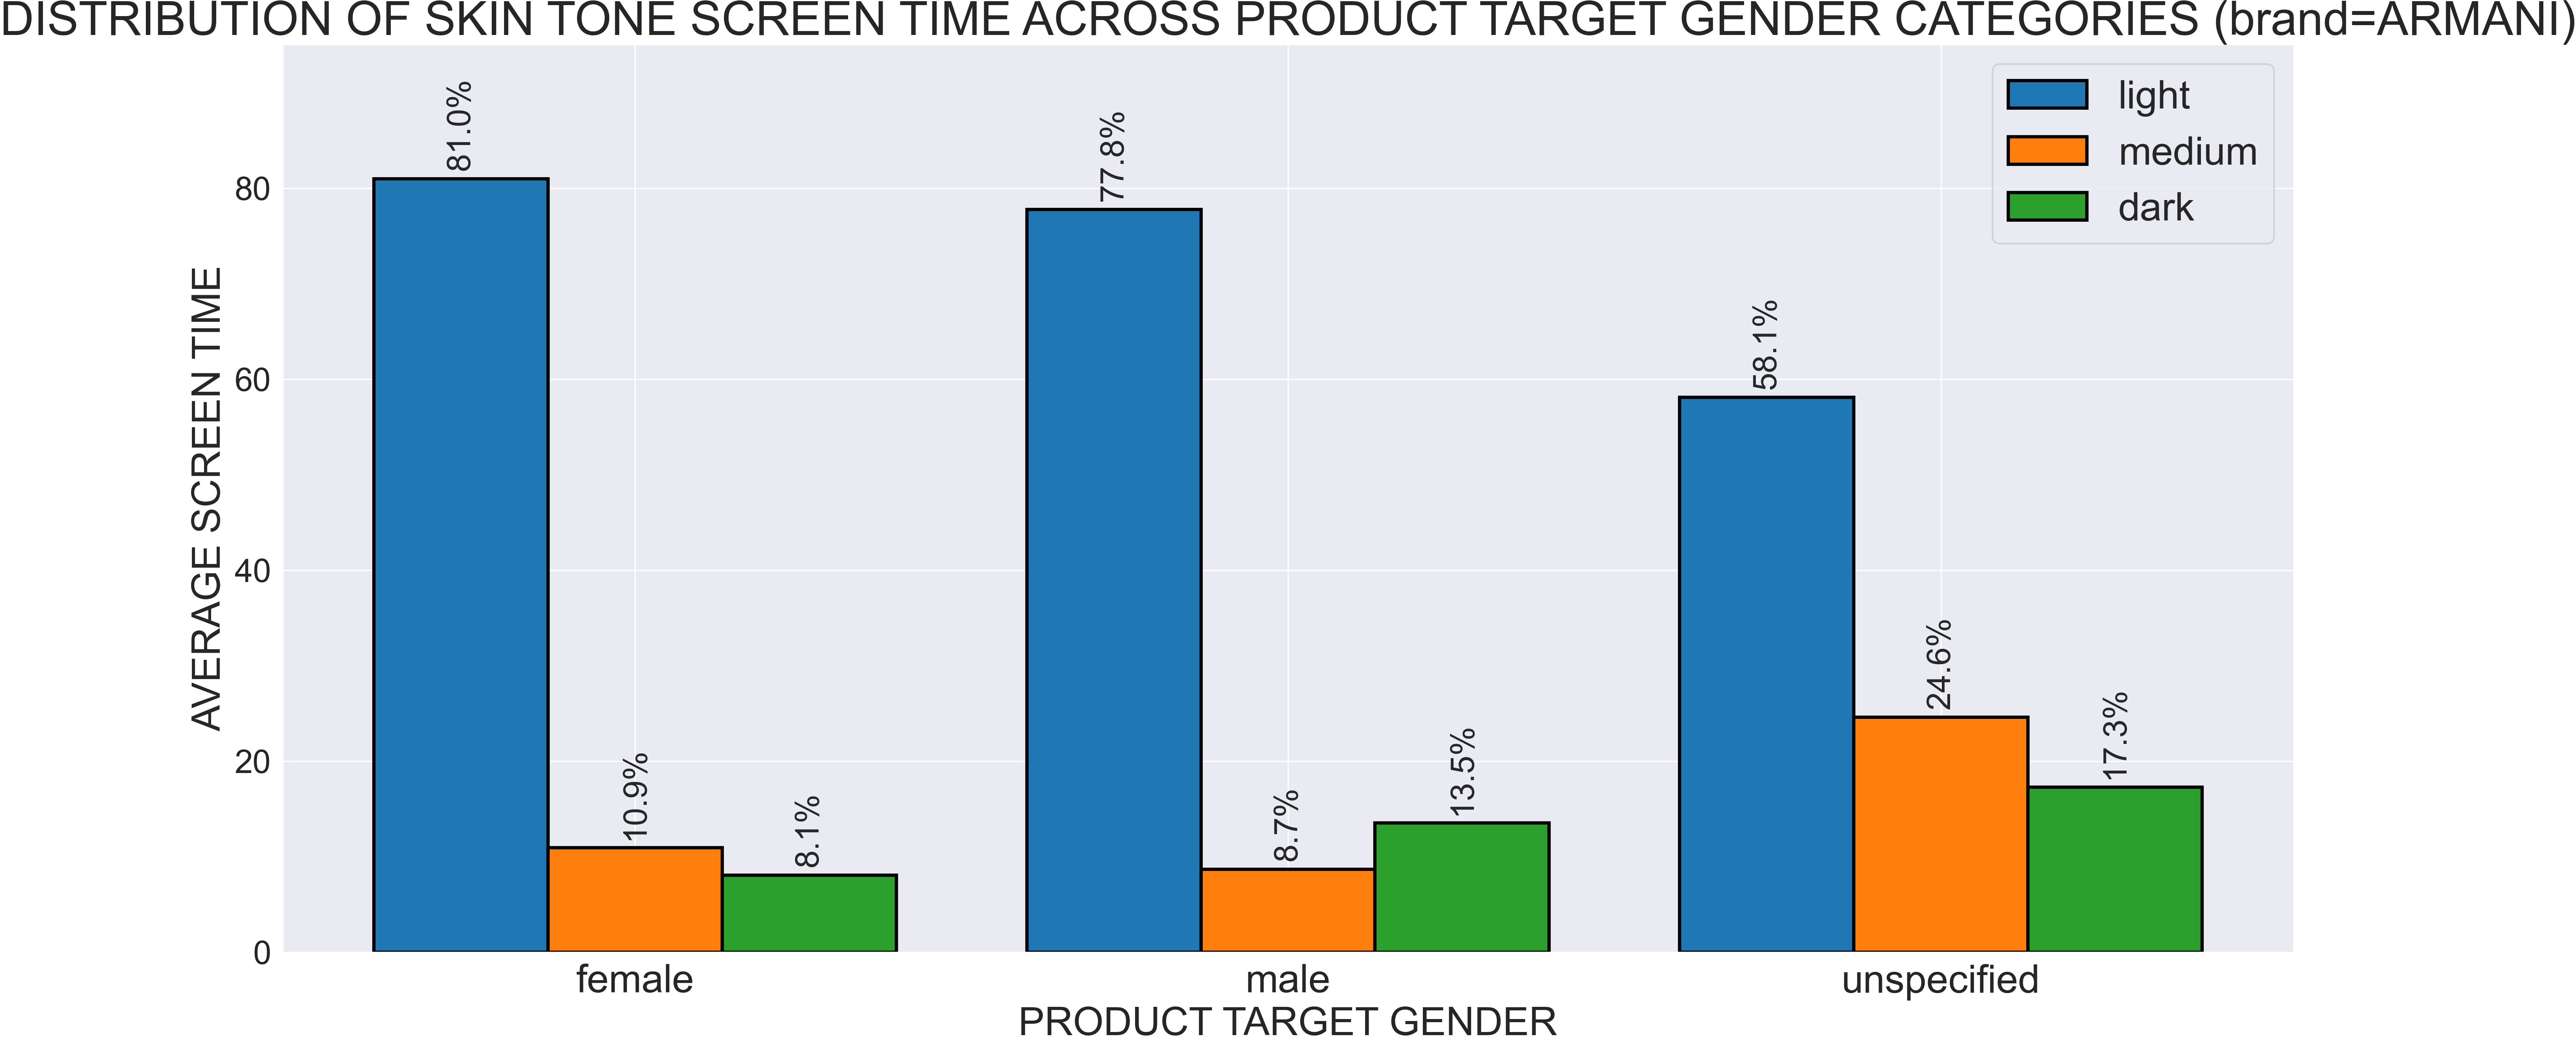 DISTRIBUTION OF SKIN TONE SCREEN TIME ACROSS PRODUCT TARGET GENDER CATEGORIES (brand=ARMANI)
light
medium
dark
AVERAGE SCREEN TIME
80
60
40
20
0
81.0%
10.9%
8.1%
77.8%
8.7%
13.5%
58.1%
24.6%
17.3%
female
male
unspecified
PRODUCT TARGET GENDER